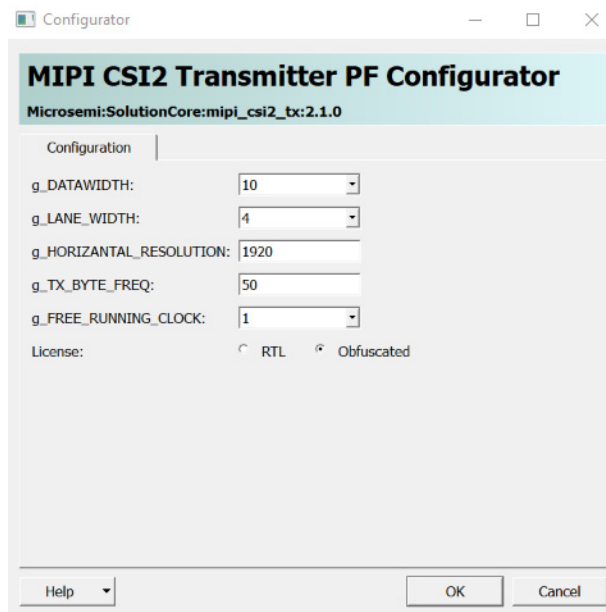 Configurator
MIPI CSI2 Transmitter PF Configurator
Microsemi:SolutionCore:mipi_csi2_tx:2.1.0
Configuration
g_DATAWIDTH: 10
g_LANE_WIDTH: 4
g_HORIZANTAL_RESOLUTION: 1920
g_TX_BYTE_FREQ: 50
g_FREE_RUNNING_CLOCK: 1
License: RTL Obfuscated
Help OK Cancel